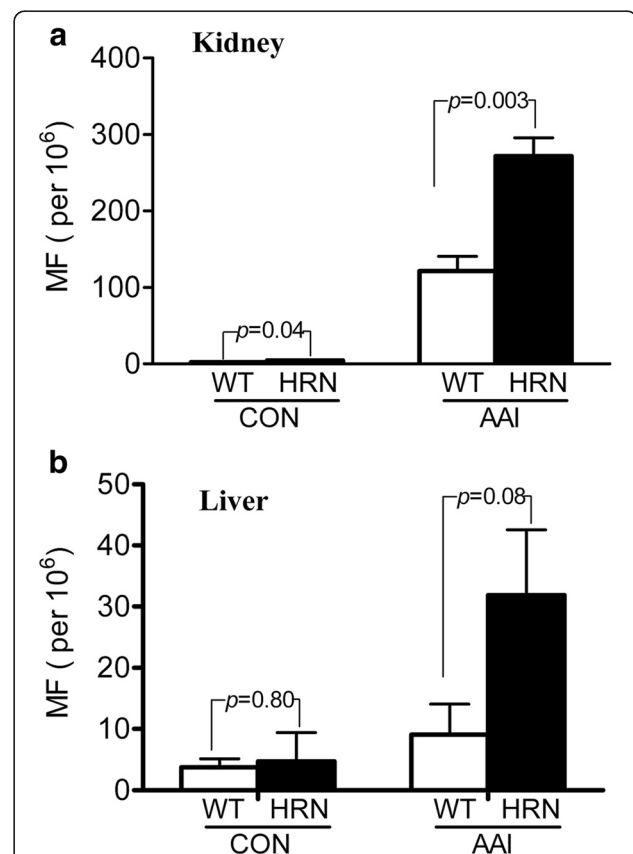 a
Kidney
400
300
200
100
0
MF ( per 10⁶)
p=0.003
p=0.04
WT HRN WT HRN
CON AAI
b
Liver
50
40
30
20
10
0
MF ( per 10⁶)
p=0.08
p=0.80
WT HRN WT HRN
CON AAI